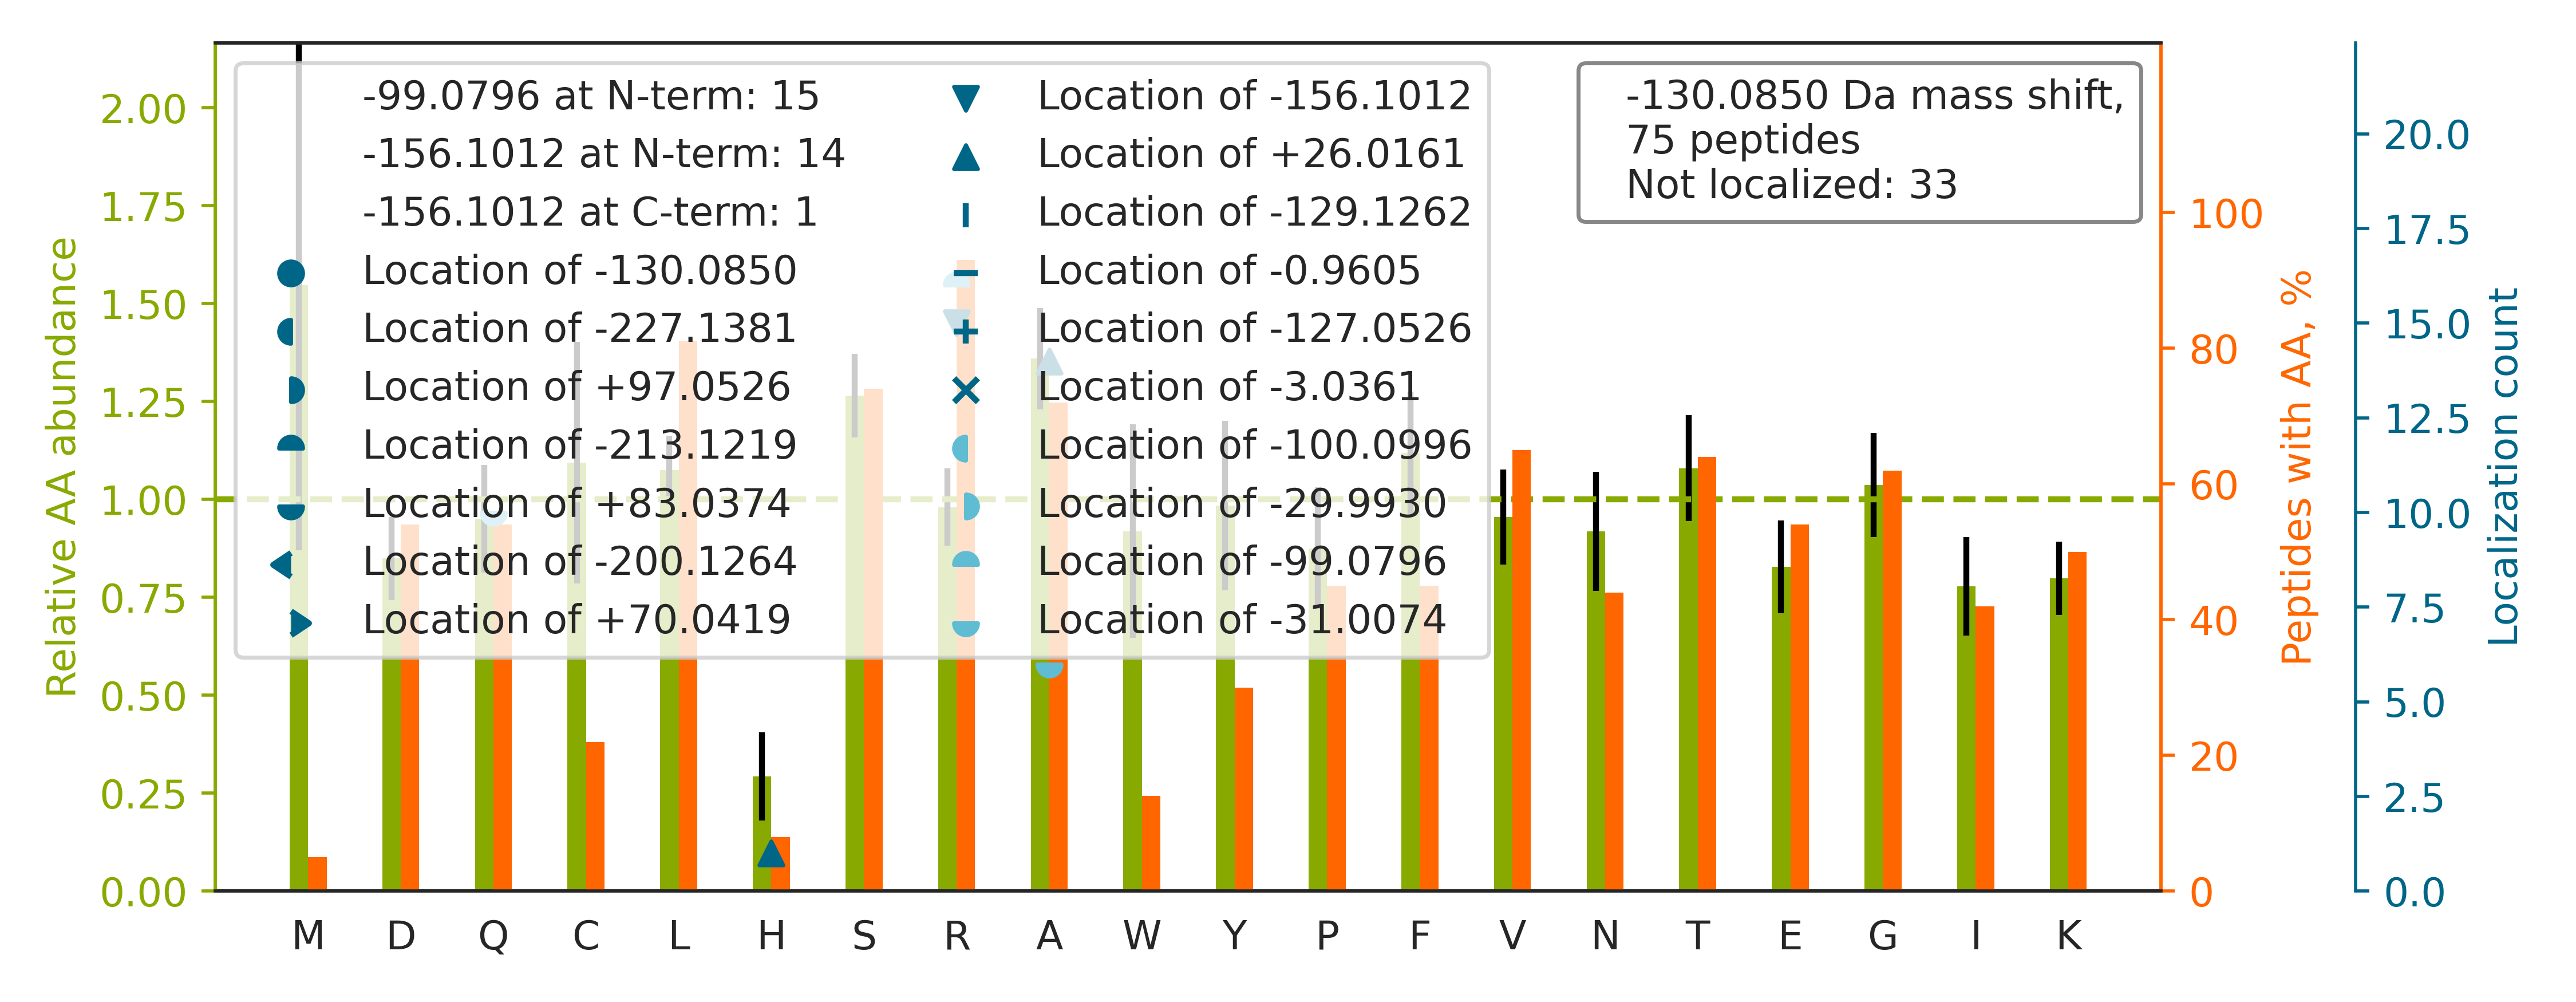 -99.0796 at N-term: 15
-156.1012 at N-term: 14
-156.1012 at C-term: 1
Location of -130.0850
Location of -227.1381
Location of +97.0526
Location of -213.1219
Location of +83.0374
Location of -200.1264
Location of +70.0419
Location of -156.1012
Location of +26.0161
Location of -129.1262
Location of -0.9605
Location of -127.0526
Location of -3.0361
Location of -100.0996
Location of -29.9930
Location of -99.0796
Location of -31.0074
-130.0850 Da mass shift,
75 peptides
Not localized: 33
Relative AA abundance
2.00
1.75
1.50
1.25
1.00
0.75
0.50
0.25
0.00
M D Q C L H S R A W Y P F V N T E G I K
100
80
60
40
20
0
Peptides with AA, %
20.0
17.5
15.0
12.5
10.0
7.5
5.0
2.5
0.0
Localization count